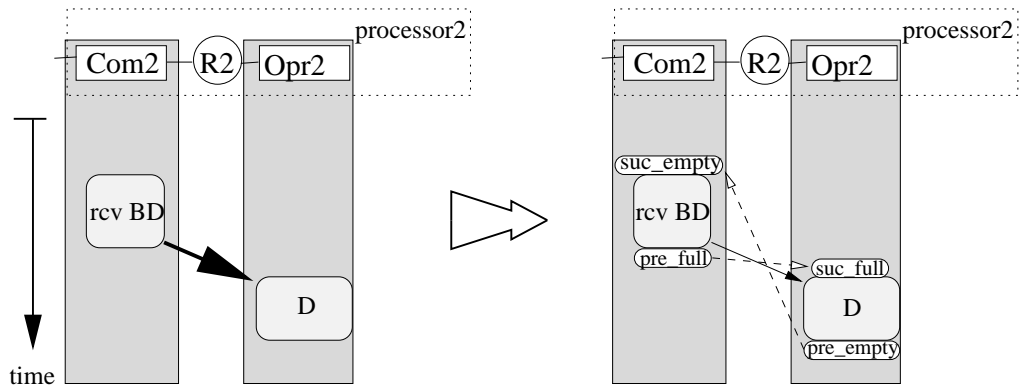 processor2
Com2
R2
Opr2
rcv BD
D
time
processor2
Com2
R2
Opr2
suc_empty
rcv BD
pre_full
suc_full
D
pre_empty